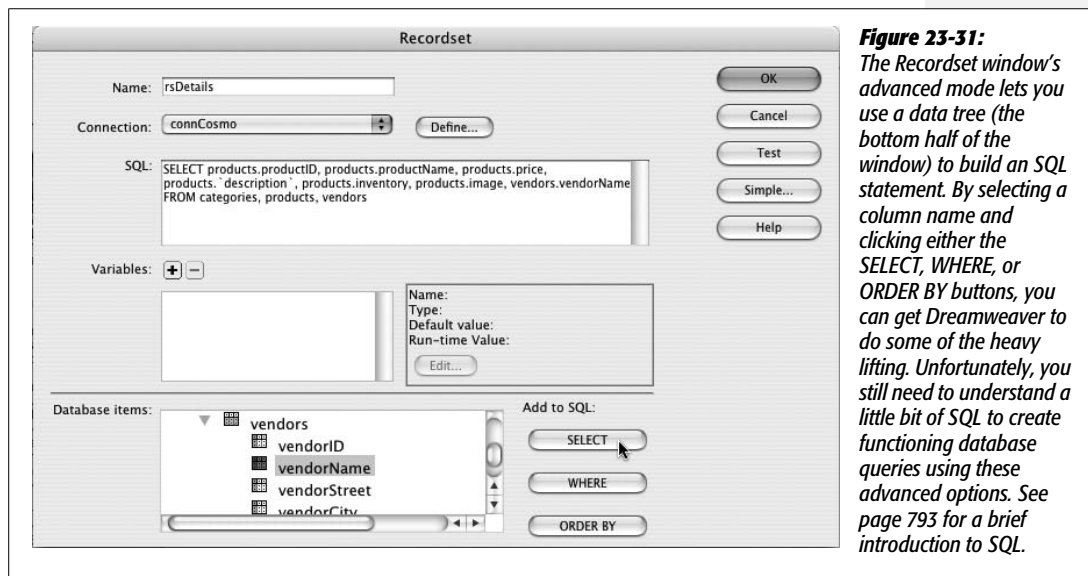 Recordset
Name: rsDetails
Connection: connCosmo
Define...
SQL: SELECT products.productID, products.productName, products.price,
products.`description`, products.inventory, products.image, vendors.vendorName
FROM categories, products, vendors
Variables:
Name:
Type:
Default value:
Run-time Value:
Edit...
Database items:
vendors
vendorID
vendorName
vendorStreet
vendorCity
Add to SQL:
SELECT
WHERE
ORDER BY
OK
Cancel
Test
Simple...
Help
Figure 23-31:
The Recordset window's
advanced mode lets you
use a data tree (the
bottom half of the
window) to build an SQL
statement. By selecting a
column name and
clicking either the
SELECT, WHERE, or
ORDER BY buttons, you
can get Dreamweaver to
do some of the heavy
lifting. Unfortunately, you
still need to understand a
little bit of SQL to create
functioning database
queries using these
advanced options. See
page 793 for a brief
introduction to SQL.